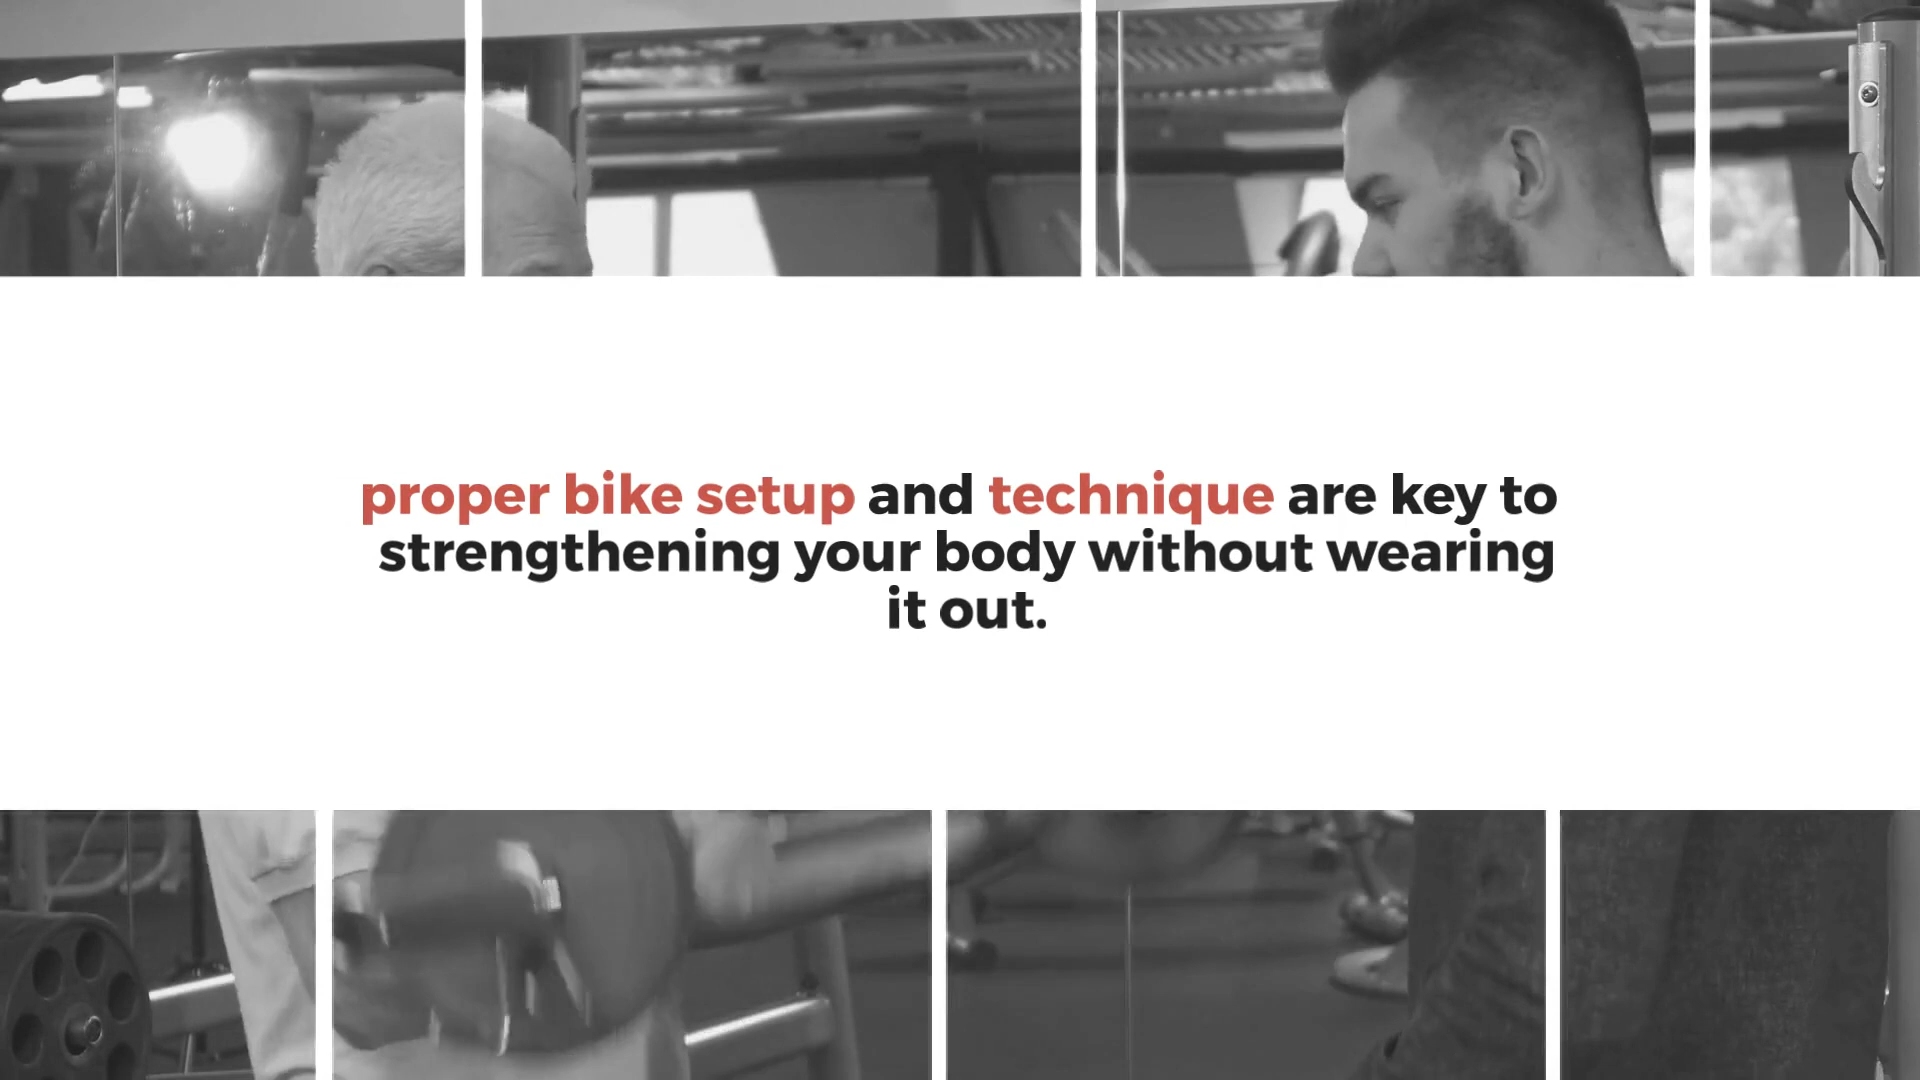 proper bike setup and technique are key to
strengthening your body without wearing
it out.